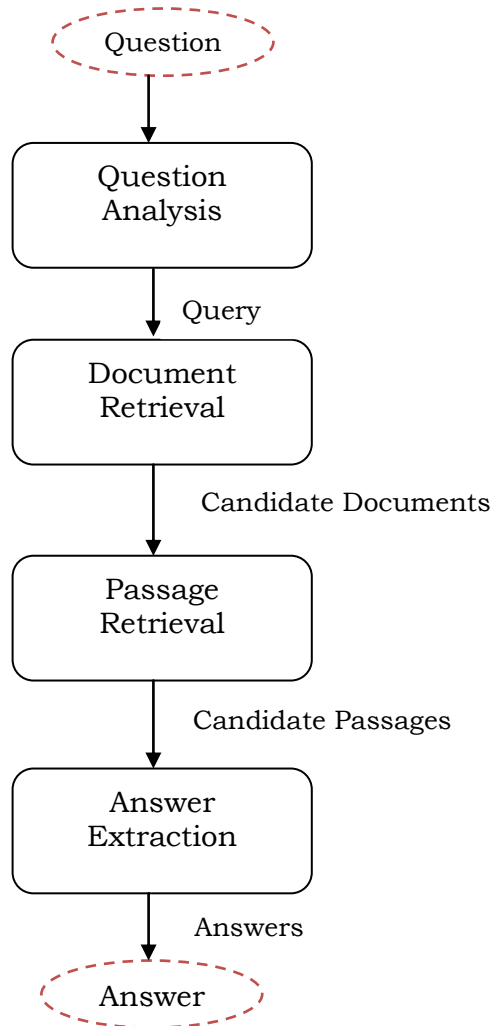 Question
Question
Analysis
Query
Document
Retrieval
Candidate Documents
Passage
Retrieval
Candidate Passages
Answer
Extraction
Answers
Answer